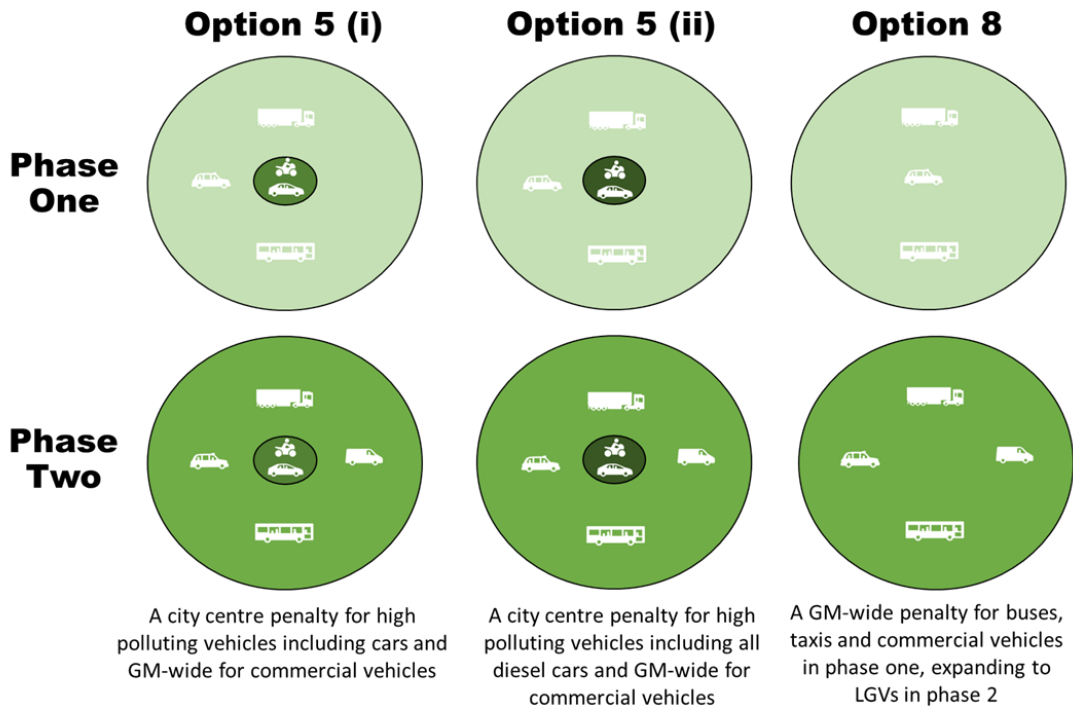 Option 5 (i)
Option 5 (ii)
Option 8
Phase
One
Phase
Two
A city centre penalty for high
polluting vehicles including cars and
GM-wide for commercial vehicles
A city centre penalty for high
polluting vehicles including all
diesel cars and GM-wide for
commercial vehicles
A GM-wide penalty for buses,
taxis and commercial vehicles
in phase one, expanding to
LGVs in phase 2